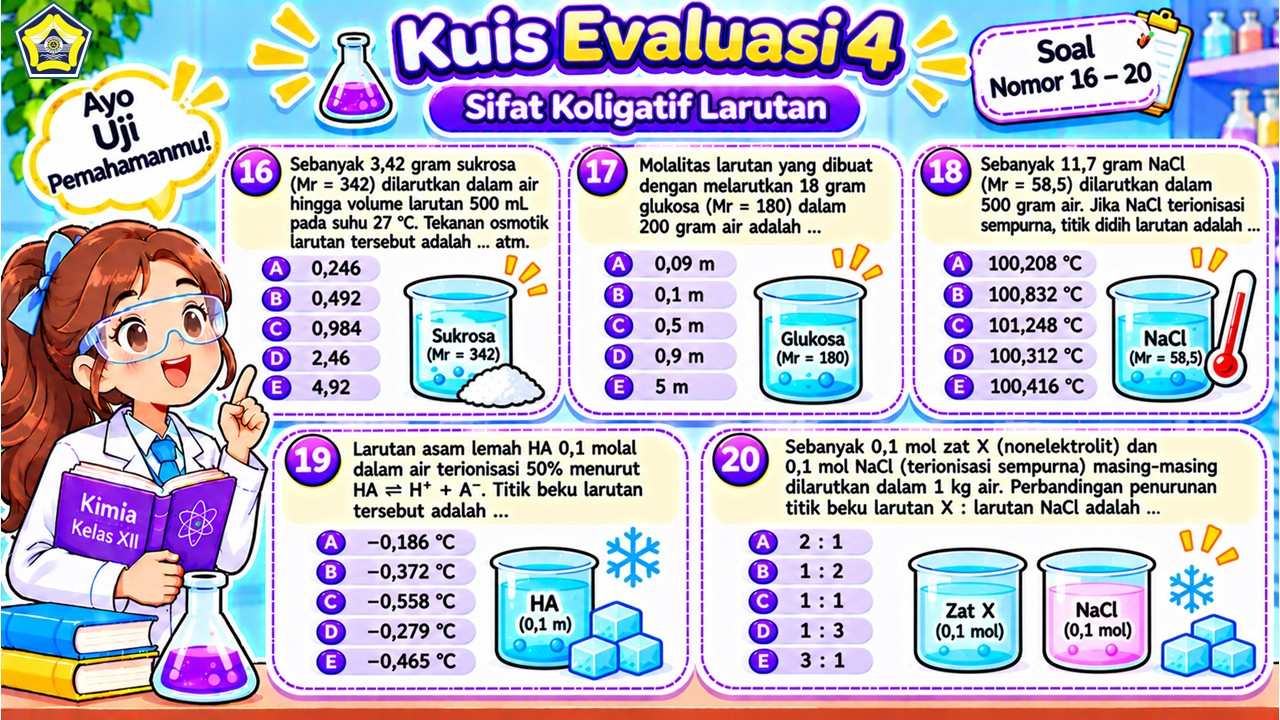 Kuis Evaluasi 4
Sifat Koligatif Larutan
Soal
Nomor 16 – 20
Ayo
Uji
Pemahamanmu!
16
Sebanyak 3,42 gram sukrosa
(Mr = 342) dilarutkan dalam air
hingga volume larutan 500 mL
pada suhu 27 °C. Tekanan osmotik
larutan tersebut adalah ... atm.
A 0,246
B 0,492
C 0,984
D 2,46
E 4,92
Sukrosa
(Mr = 342)
17
Molalitas larutan yang dibuat
dengan melarutkan 18 gram
glukosa (Mr = 180) dalam
200 gram air adalah ...
A 0,09 m
B 0,1 m
C 0,5 m
D 0,9 m
E 5 m
Glukosa
(Mr = 180)
18
Sebanyak 11,7 gram NaCl
(Mr = 58,5) dilarutkan dalam
500 gram air. Jika NaCl terionisasi
sempurna, titik didih larutan adalah ...
A 100,208 °C
B 100,832 °C
C 101,248 °C
D 100,312 °C
E 100,416 °C
NaCl
(Mr = 58,5)
19
Larutan asam lemah HA 0,1 molal
dalam air terionisasi 50% menurut
HA ⇌ H⁺ + A⁻. Titik beku larutan
tersebut adalah ...
A −0,186 °C
B −0,372 °C
C −0,558 °C
D −0,279 °C
E −0,465 °C
HA
(0,1 m)
20
Sebanyak 0,1 mol zat X (nonelektrolit) dan
0,1 mol NaCl (terionisasi sempurna) masing-masing
dilarutkan dalam 1 kg air. Perbandingan penurunan
titik beku larutan X : larutan NaCl adalah ...
A 2 : 1
B 1 : 2
C 1 : 1
D 1 : 3
E 3 : 1
Zat X
(0,1 mol)
NaCl
(0,1 mol)
Kimia
Kelas XII